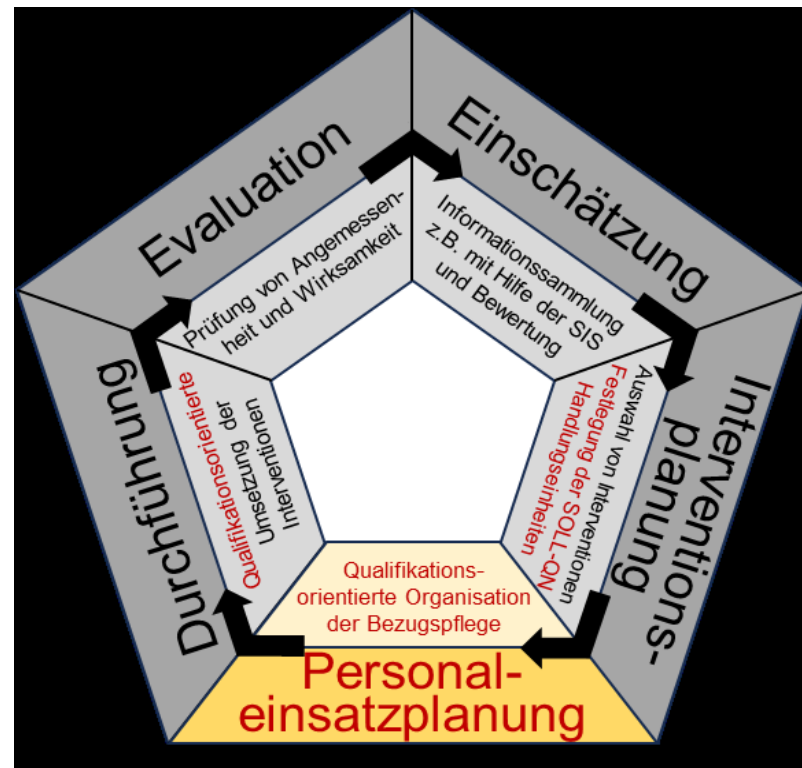 Einschätzung
Informationssammlung
z.B. mit Hilfe der SIS
und Bewertung
Interventions-
planung
Auswahl von Interventionen
Festlegung der SOLL-QN
Handlungseinheiten
Personal-
einsatzplanung
Qualifikations-
orientierte Organisation
der Bezugspflege
Durchführung
Qualifikationsorientierte
Umsetzung der
Interventionen
Evaluation
Prüfung von Angemessen-
heit und Wirksamkeit